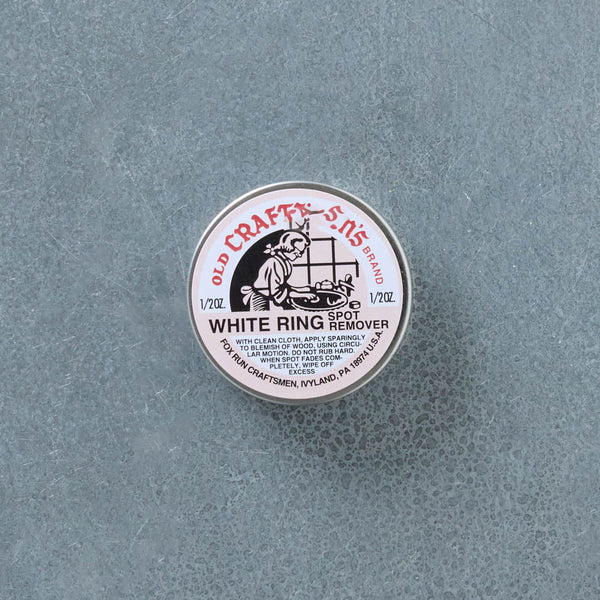 OLD
BRAND
1/2 OZ.
1/2 OZ.
WHITE RING SPOT
REMOVER
WITH CLEAN CLOTH, APPLY SPARINGLY
TO BLEMISH OF WOOD, USING CIRCU-
LAR MOTION. DO NOT RUB HARD.
WHEN SPOT FADES COM-
PLETELY, WIPE OFF
EXCESS
FOX RUN CRAFTSMEN, IVYLAND, PA 18974 U.S.A.